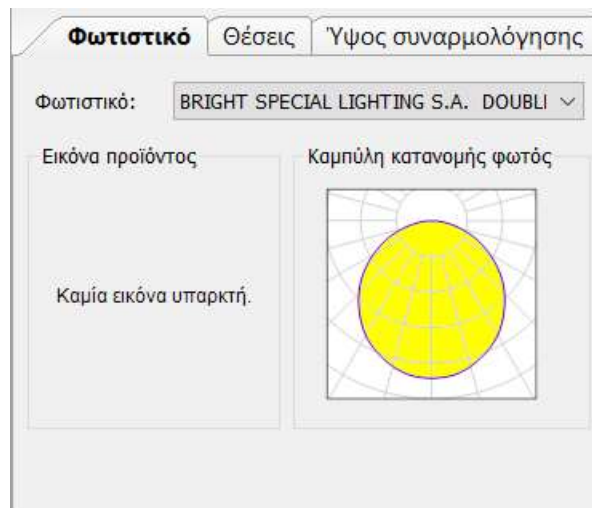 Φωτιστικό Θέσεις Ύψος συναρμολόγησης
Φωτιστικό: BRIGHT SPECIAL LIGHTING S.A. DOUBLI
Εικόνα προϊόντος
Καμπύλη κατανομής φωτός
Καμία εικόνα υπαρκτή.